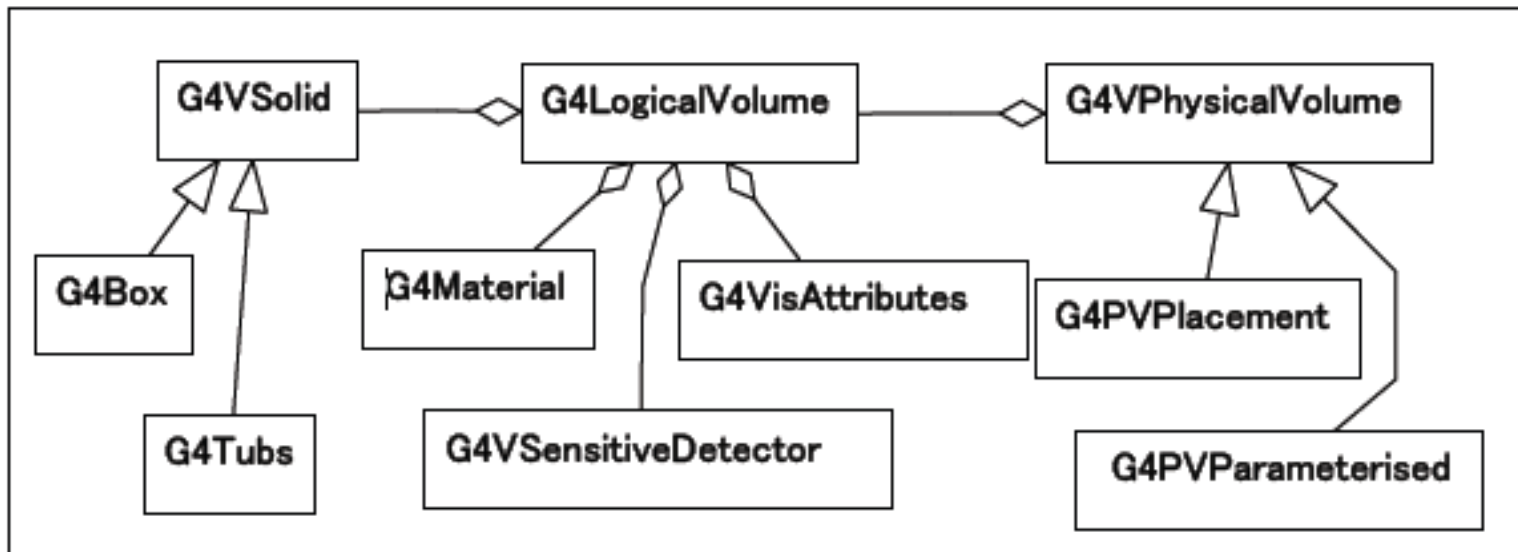 G4VSolid
G4LogicalVolume
G4VPhysicalVolume
G4Box
G4Material
G4VisAttributes
G4PVPlacement
G4Tubs
G4VSensitiveDetector
G4PVParameterised